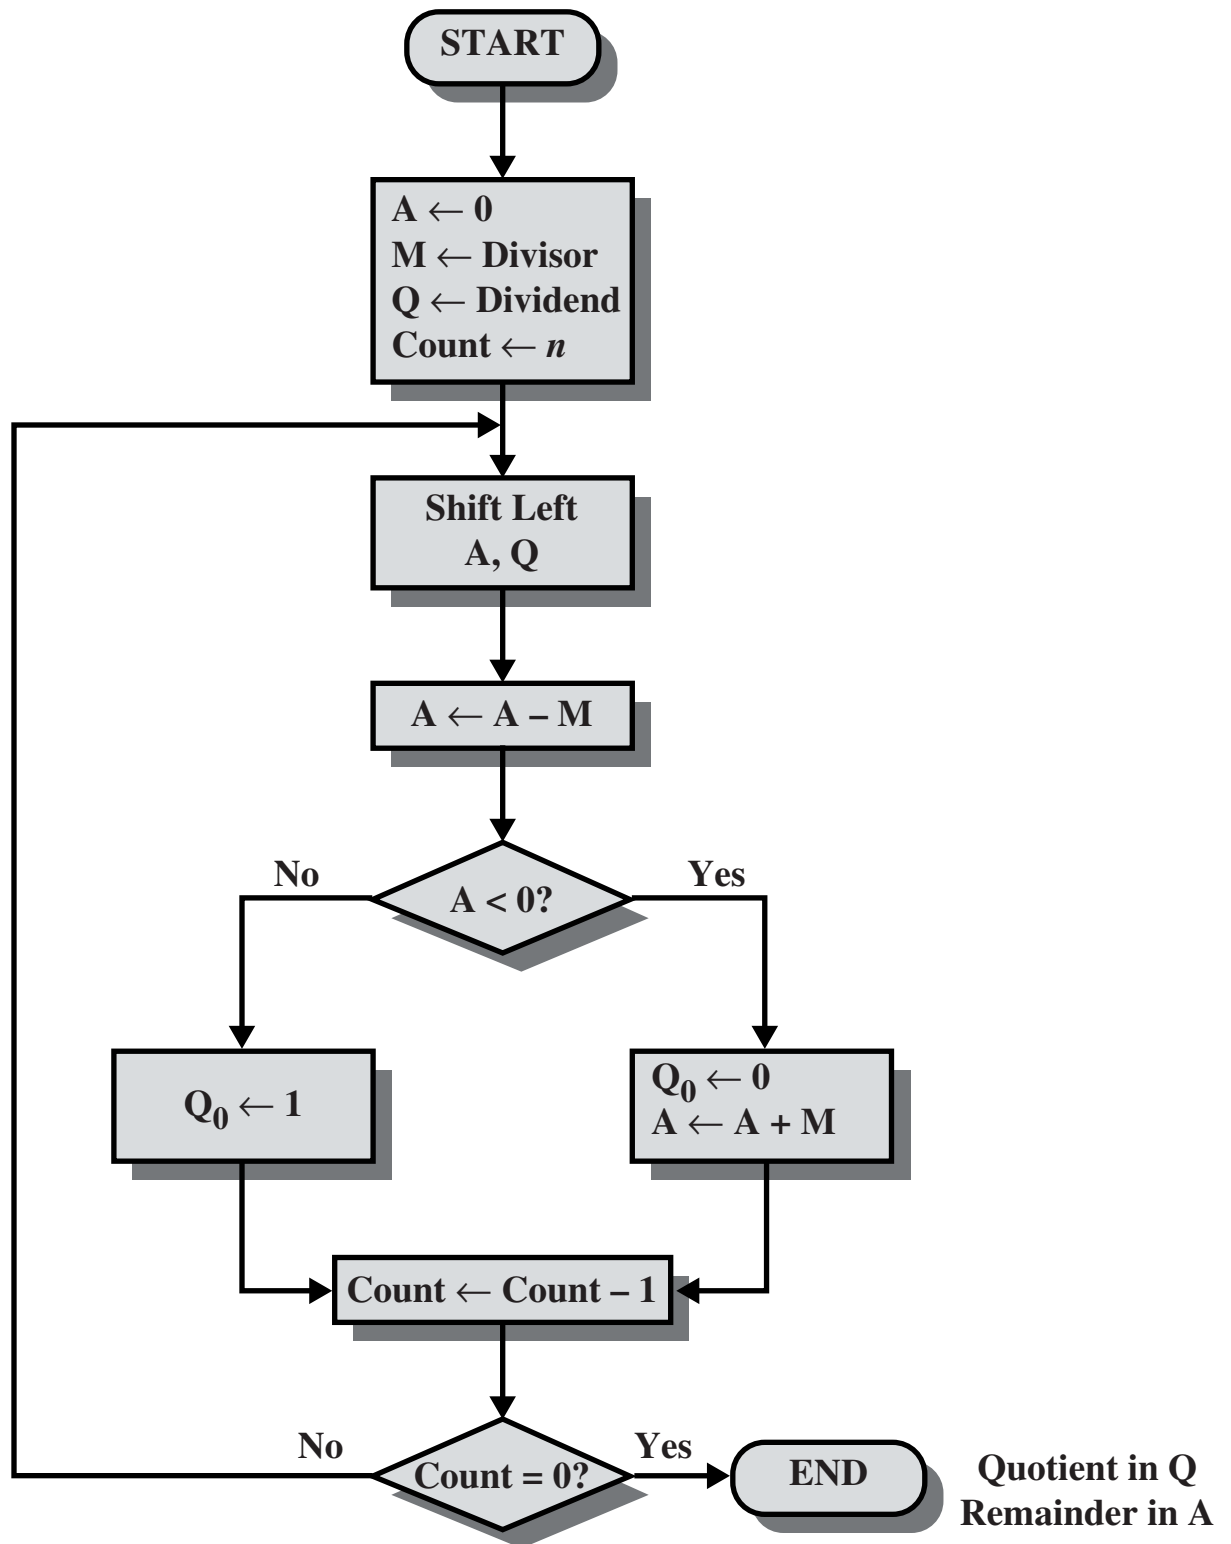 START
A ← 0
M ← Divisor
Q ← Dividend
Count ← n
Shift Left
A, Q
A ← A – M
No
Yes
A < 0?
Q₀ ← 1
Q₀ ← 0
A ← A + M
Count ← Count – 1
No
Yes
Count = 0?
END
Quotient in Q
Remainder in A